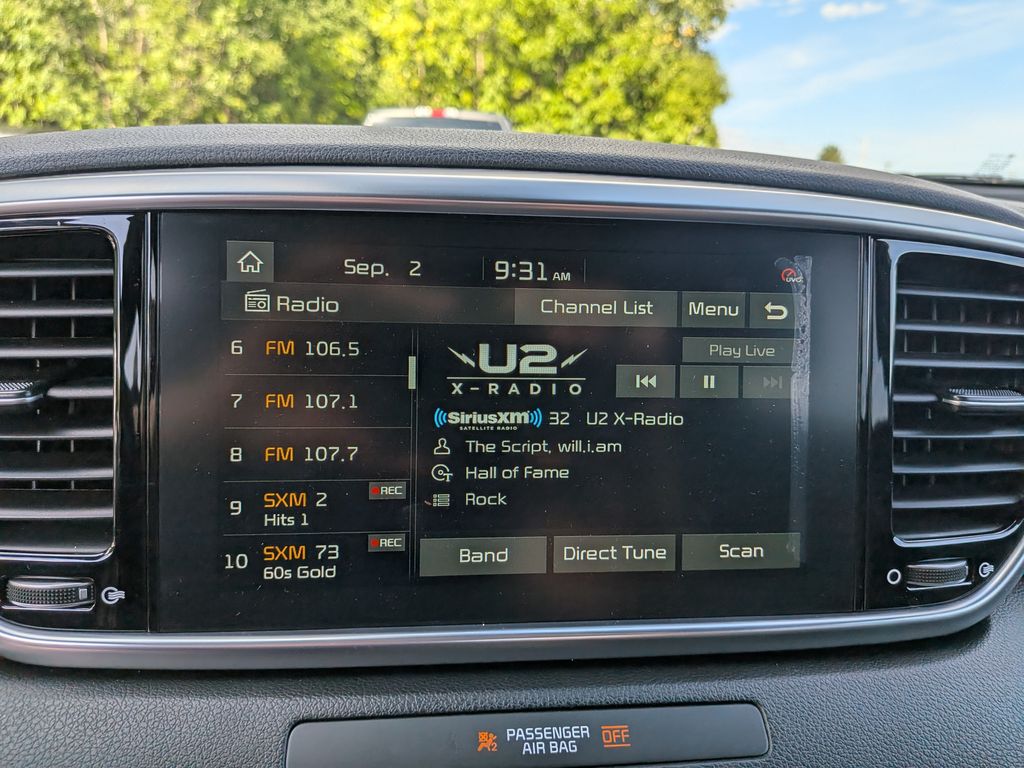 Sep. 2
9:31 AM
UVO
Radio
Channel List
Menu
6 FM 106.5
7 FM 107.1
8 FM 107.7
9 SXM 2 REC
Hits 1
10 SXM 73 REC
60s Gold
U2
X-RADIO
Play Live
SiriusXM 32 U2 X-Radio
SATELLITE RADIO
The Script, will.i.am
Hall of Fame
Rock
Band
Direct Tune
Scan
PASSENGER
AIR BAG
OFF